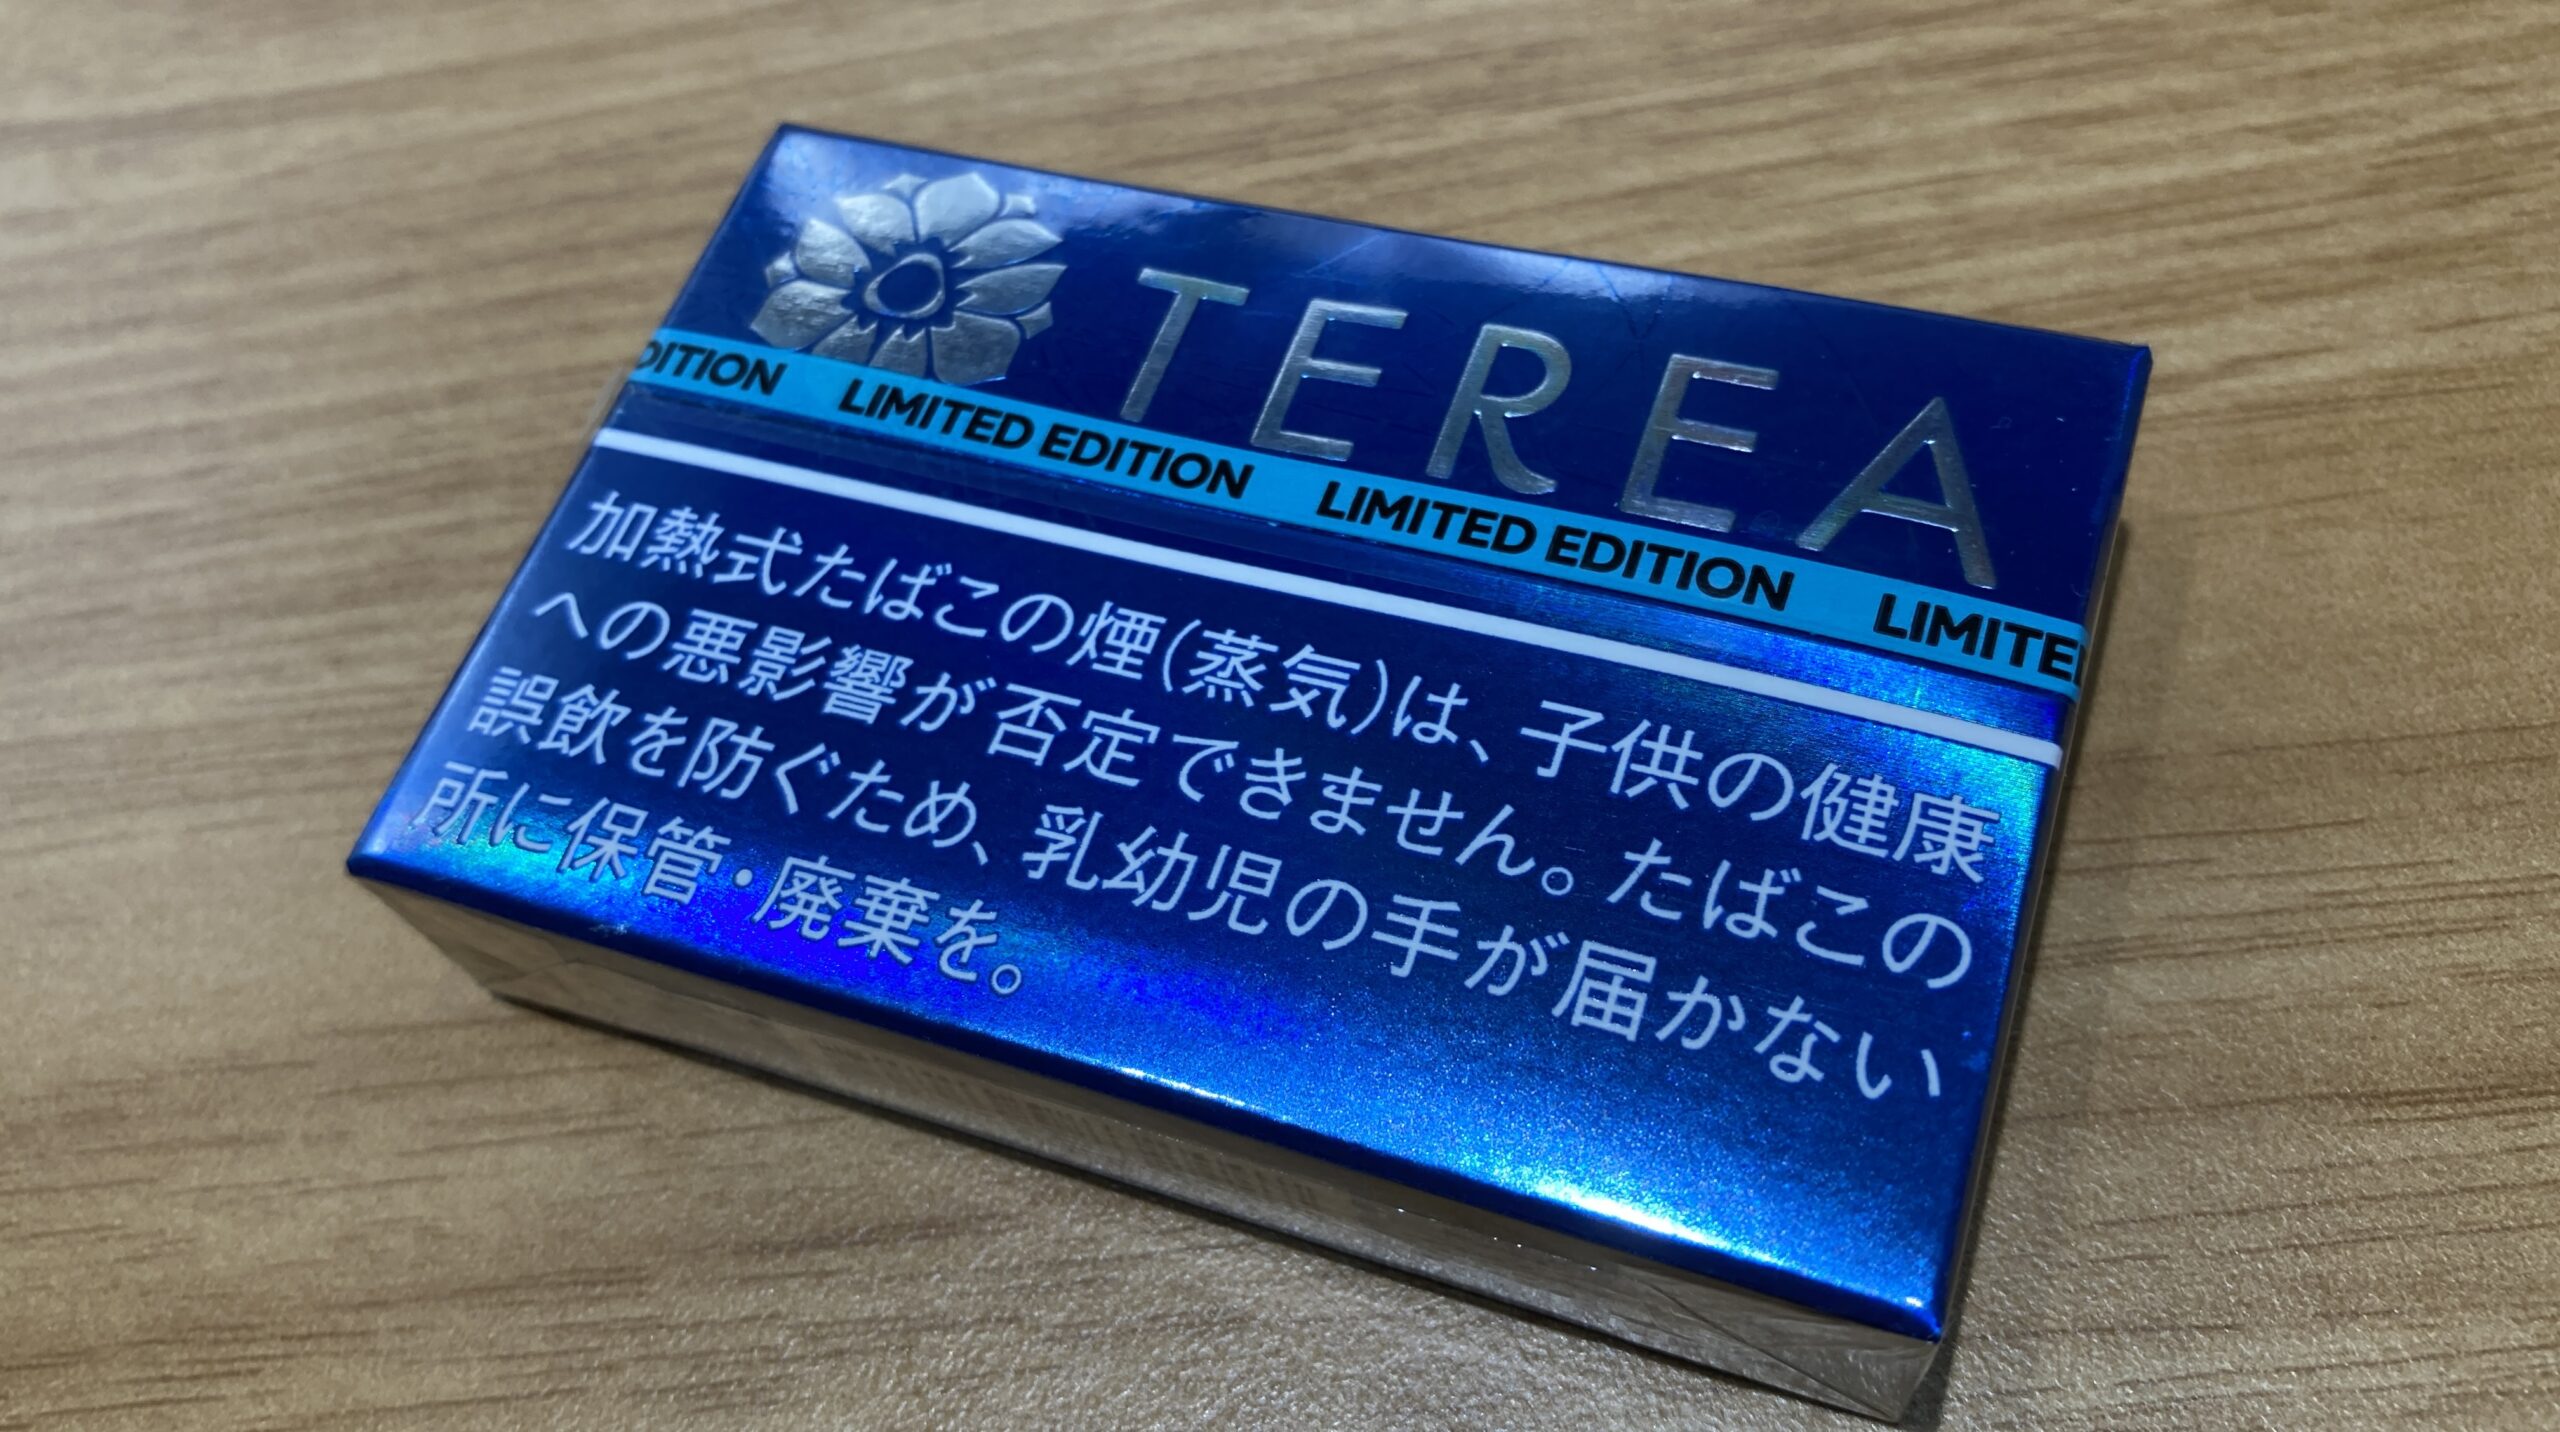 TEREA
DITION LIMITED EDITION LIMITED EDITION LIMITE
加熱式たばこの煙(蒸気)は、子供の健康
への悪影響が否定できません。たばこの
誤飲を防ぐため、乳幼児の手が届かない
所に保管・廃棄を。